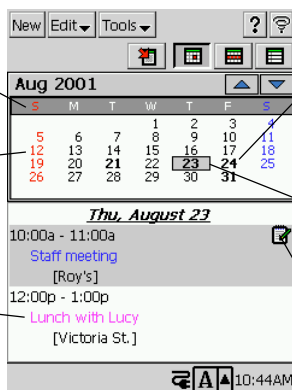 New Edit Tools ?
Aug 2001
S M T W T F S
1 2 3 4
5 6 7 8 9 10 11
12 13 14 15 16 17 18
19 20 21 22 23 24 25
26 27 28 29 30 31
Thu, August 23
10:00a - 11:00a
Staff meeting
[Roy's]
12:00p - 1:00p
Lunch with Lucy
[Victoria St.]
A 10:44AM